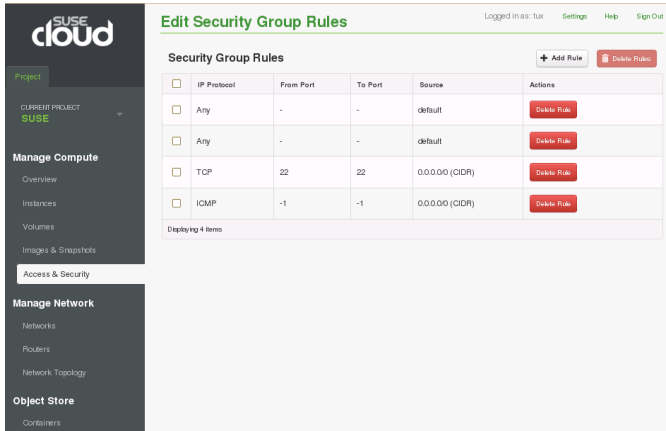 SUSE
cloud
Edit Security Group Rules
Logged in as: tux
Settings
Help
Sign Out
Project
CURRENT PROJECT
SUSE
Manage Compute
Overview
Instances
Volumes
Images & Snapshots
Access & Security
Manage Network
Networks
Routers
Network Topology
Object Store
Containers
Security Group Rules
+ Add Rule
Delete Rules
IP Protocol From Port To Port Source Actions
Any - - default Delete Rule
Any - - default Delete Rule
TCP 22 22 0.0.0.0/0 (CIDR) Delete Rule
ICMP -1 -1 0.0.0.0/0 (CIDR) Delete Rule
Displaying 4 items